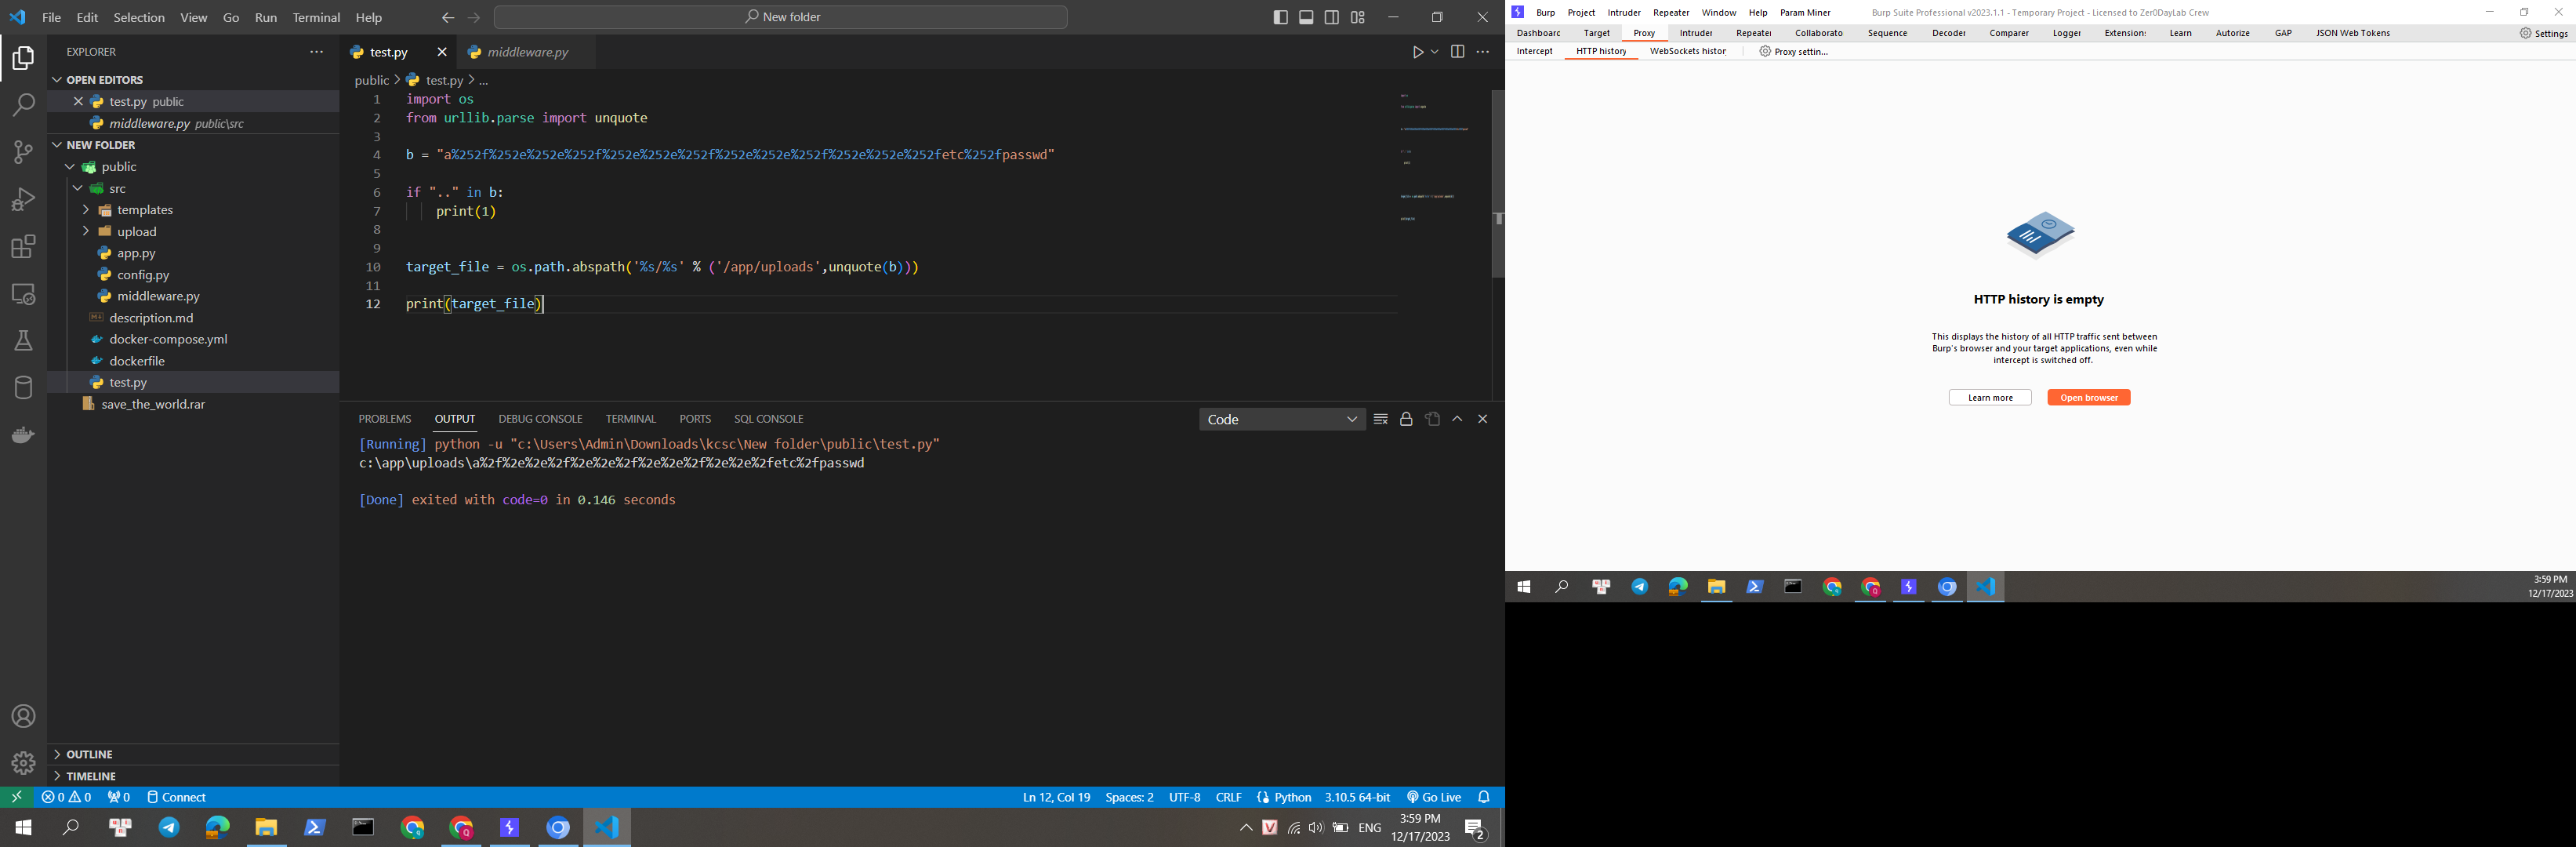 File Edit Selection View Go Run Terminal Help
New folder
EXPLORER
OPEN EDITORS
test.py public
middleware.py public\src
NEW FOLDER
public
src
templates
upload
app.py
config.py
middleware.py
description.md
docker-compose.yml
dockerfile
test.py
save_the_world.rar
OUTLINE
TIMELINE
test.py
middleware.py
public > test.py > ...
1 import os
2 from urllib.parse import unquote
3
4 b = "a%252f%252e%252e%252f%252e%252e%252f%252e%252e%252f%252e%252e%252fetc%252fpasswd"
5
6 if ".." in b:
7 print(1)
8
9
10 target_file = os.path.abspath('%s/%s' % ('/app/uploads',unquote(b)))
11
12 print(target_file)
PROBLEMS OUTPUT DEBUG CONSOLE TERMINAL PORTS SQL CONSOLE
Code
[Running] python -u "c:\Users\Admin\Downloads\kcsc\New folder\public\test.py"
c:\app\uploads\a%2f%2e%2e%2f%2e%2e%2f%2e%2e%2f%2e%2e%2fetc%2fpasswd
[Done] exited with code=0 in 0.146 seconds
0 0 0 Connect
Ln 12, Col 19 Spaces: 2 UTF-8 CRLF Python 3.10.5 64-bit Go Live
ENG
3:59 PM
12/17/2023
2
Burp Project Intruder Repeater Window Help Param Miner
Burp Suite Professional v2023.1.1 - Temporary Project - Licensed to Zer0DayLab Crew
Dashboarc Target Proxy Intruder Repeater Collaborato Sequence Decoder Comparer Logger Extension: Learn Autorize GAP JSON Web Tokens Settings
Intercept HTTP history WebSockets histor Proxy settin...
HTTP history is empty
This displays the history of all HTTP traffic sent between
Burp's browser and your target applications, even while
intercept is switched off.
Learn more Open browser
3:59 PM
12/17/2023